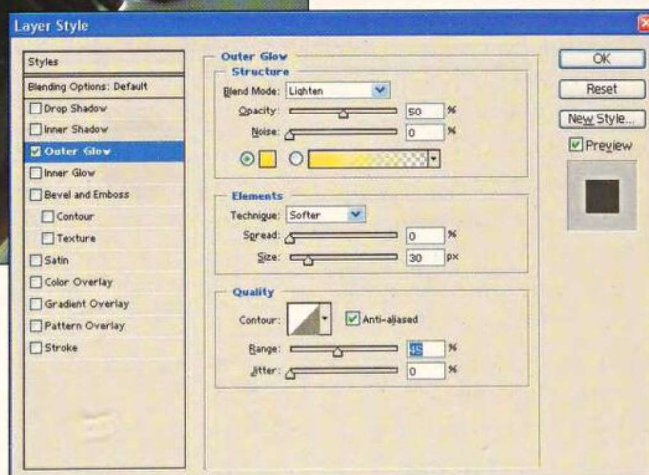 Layer Style
Styles
Blending Options: Default
Drop Shadow
Inner Shadow
Outer Glow
Inner Glow
Bevel and Emboss
Contour
Texture
Satin
Color Overlay
Gradient Overlay
Pattern Overlay
Stroke
Outer Glow
Structure
Blend Mode: Lighten
Opacity: 50 %
Noise: 0 %
Elements
Technique: Softer
Spread: 0 %
Size: 30 px
Quality
Contour: Anti-aliased
Range: 45 %
Jitter: 0 %
OK
Reset
New Style...
Preview